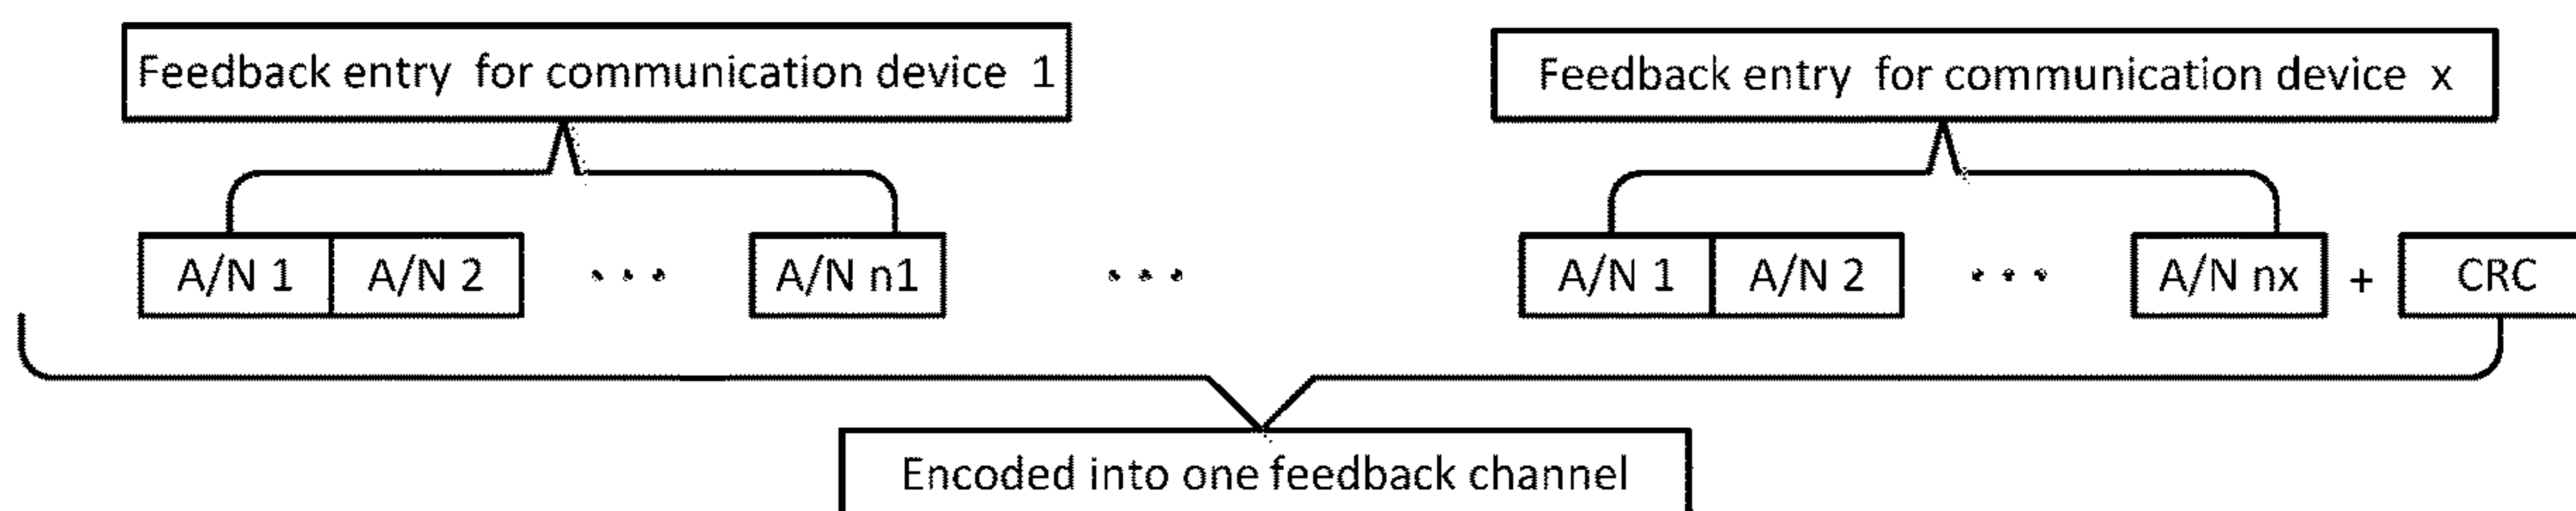 Feedback entry for communication device 1
Feedback entry for communication device x
A/N 1 A/N 2 ... A/N n1 ... A/N 1 A/N 2 ... A/N nx + CRC
Encoded into one feedback channel